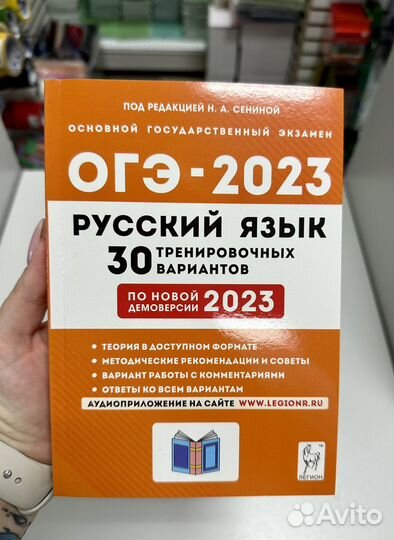 ПОД РЕДАКЦИЕЙ Н. А. СЕНИНОЙ
ОСНОВНОЙ ГОСУДАРСТВЕННЫЙ ЭКЗАМЕН
ОГЭ - 2023
РУССКИЙ ЯЗЫК
30 ТРЕНИРОВОЧНЫХ
ВАРИАНТОВ
ПО НОВОЙ
ДЕМОВЕРСИИ 2023
• ТЕОРИЯ В ДОСТУПНОМ ФОРМАТЕ
• МЕТОДИЧЕСКИЕ РЕКОМЕНДАЦИИ И СОВЕТЫ
• ВАРИАНТ РАБОТЫ С КОММЕНТАРИЯМИ
• ОТВЕТЫ КО ВСЕМ ВАРИАНТАМ
АУДИОПРИЛОЖЕНИЕ НА САЙТЕ WWW.LEGIONR.RU
TM
ЛЕГИОН
Avito